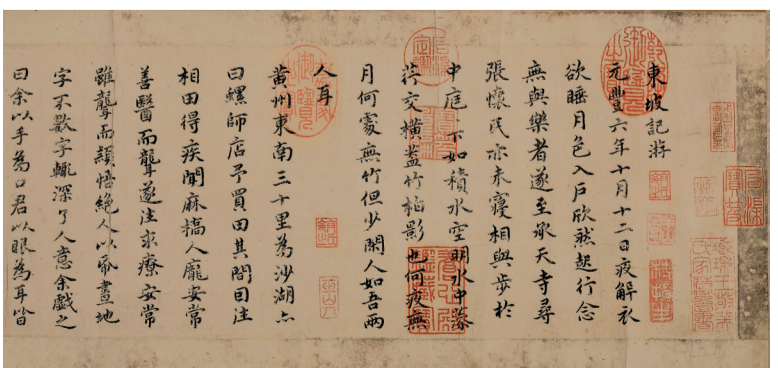 東坡記游
元豐六年十月十二日夜解衣
欲睡月色入戶欣然起行念
無與樂者遂至承天寺尋
張懷民亦未寢相與步於
中庭下如積水空明水中藻
荇交橫蓋竹柏影也何夜無
月何處無竹但少閑人如吾兩
人耳
黃州東南三十里為沙湖亦
曰螺師店予買田其間因往
相田得疾聞麻橋人龐安常
善醫而聾遂往求療安常
雖聾而穎悟絕人以帋畫地
字不數字輒深了人意余戲之
曰余以手為口君以眼為耳皆